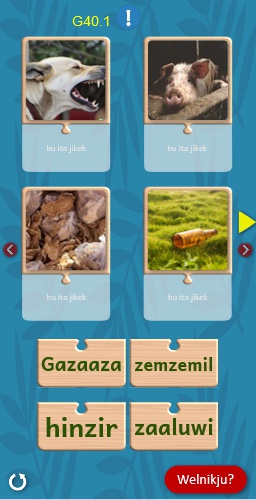 G40.1 !
bu ita jikek
bu ita jikek
bu ita jikek
bu ita jikek
Gazaaza
zemzemil
hinzir
zaaluwi
Welnikju?